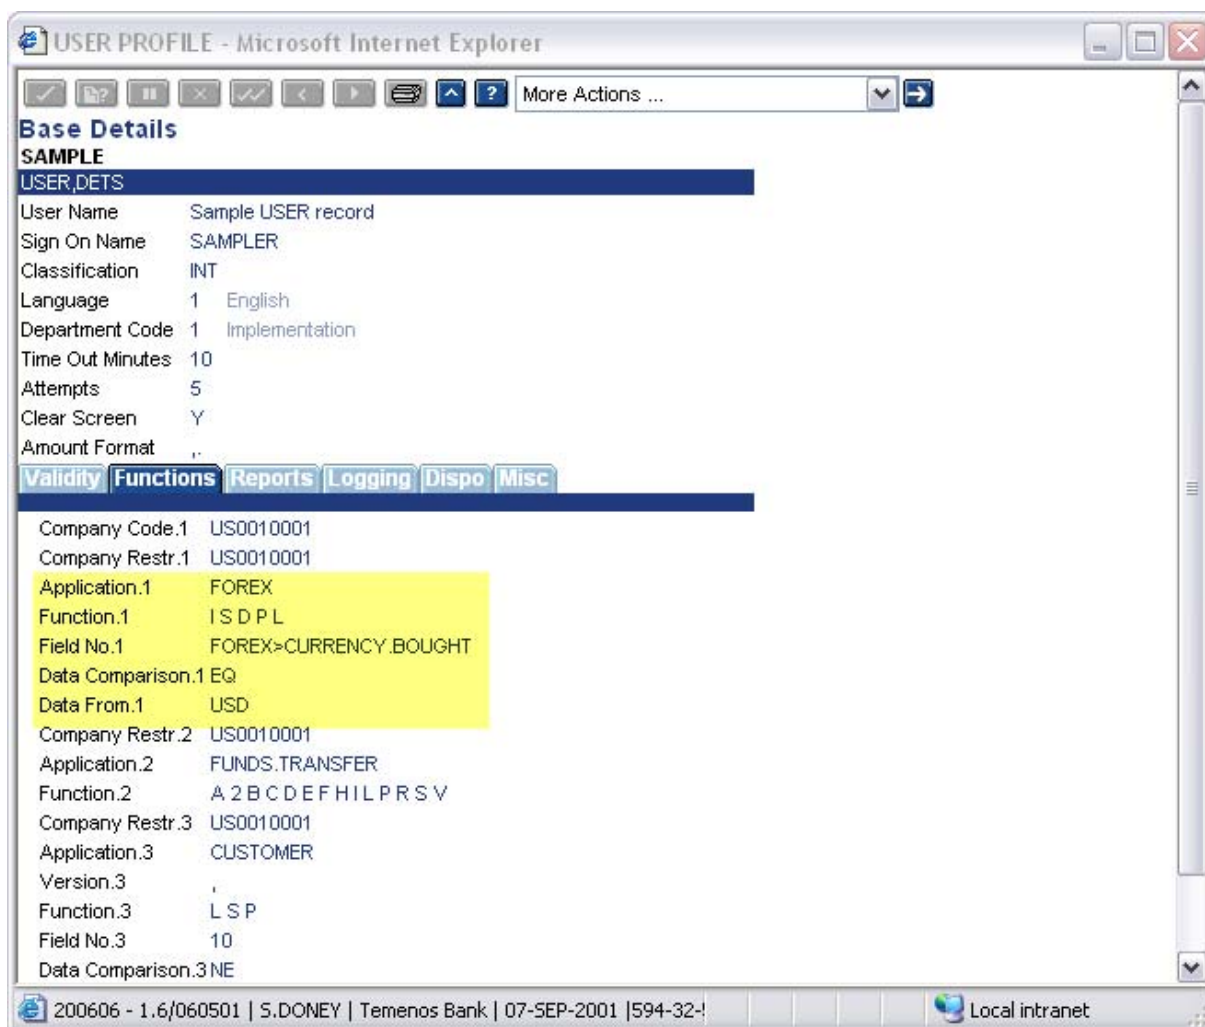 USER PROFILE - Microsoft Internet Explorer
More Actions ...
Base Details
SAMPLE
USER,DETS
User Name Sample USER record
Sign On Name SAMPLER
Classification INT
Language 1 English
Department Code 1 Implementation
Time Out Minutes 10
Attempts 5
Clear Screen Y
Amount Format ,.
Validity Functions Reports Logging Dispo Misc
Company Code.1 US0010001
Company Restr.1 US0010001
Application.1 FOREX
Function.1 I S D P L
Field No.1 FOREX>CURRENCY.BOUGHT
Data Comparison.1 EQ
Data From.1 USD
Company Restr.2 US0010001
Application.2 FUNDS.TRANSFER
Function.2 A 2 B C D E F H I L P R S V
Company Restr.3 US0010001
Application.3 CUSTOMER
Version.3 ,
Function.3 L S P
Field No.3 10
Data Comparison.3 NE
200606 - 1.6/060501 | S.DONEY | Temenos Bank | 07-SEP-2001 |594-32- Local intranet